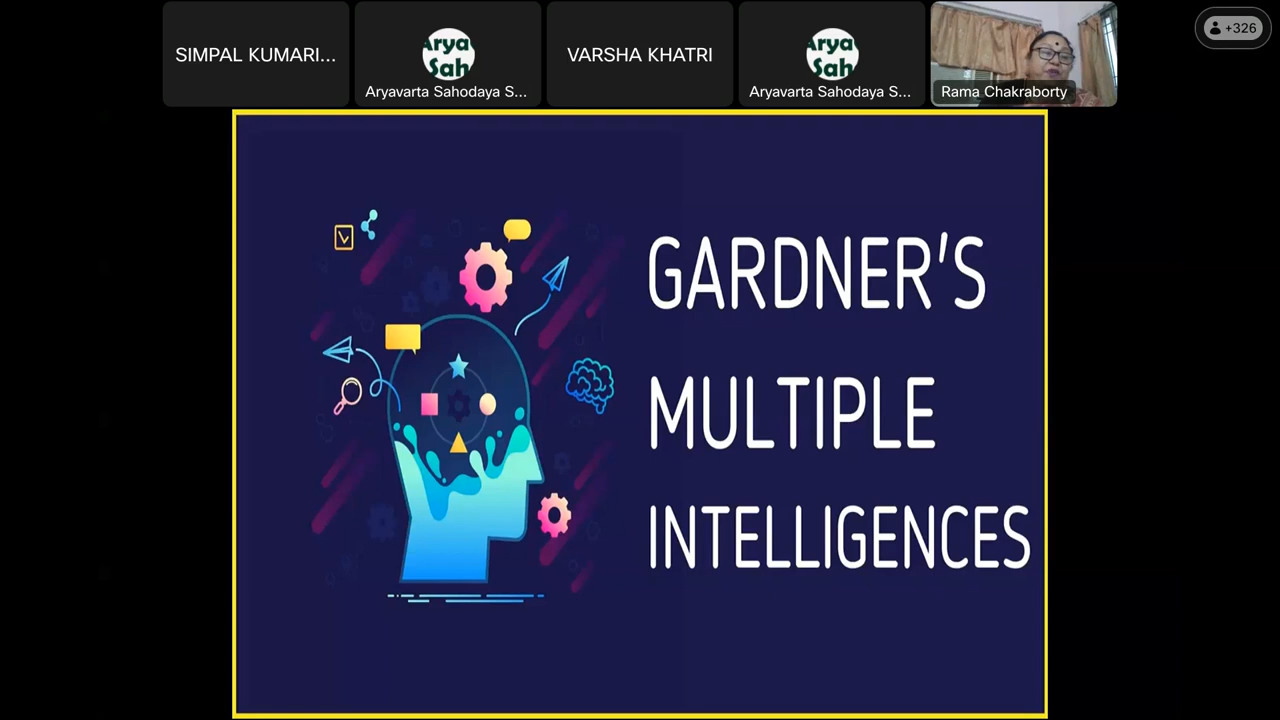 SIMPAL KUMARI...
Arya
Sah
Aryavarta Sahodaya S...
VARSHA KHATRI
Arya
Sah
Aryavarta Sahodaya S...
Rama Chakraborty
+326
GARDNER'S
MULTIPLE
INTELLIGENCES